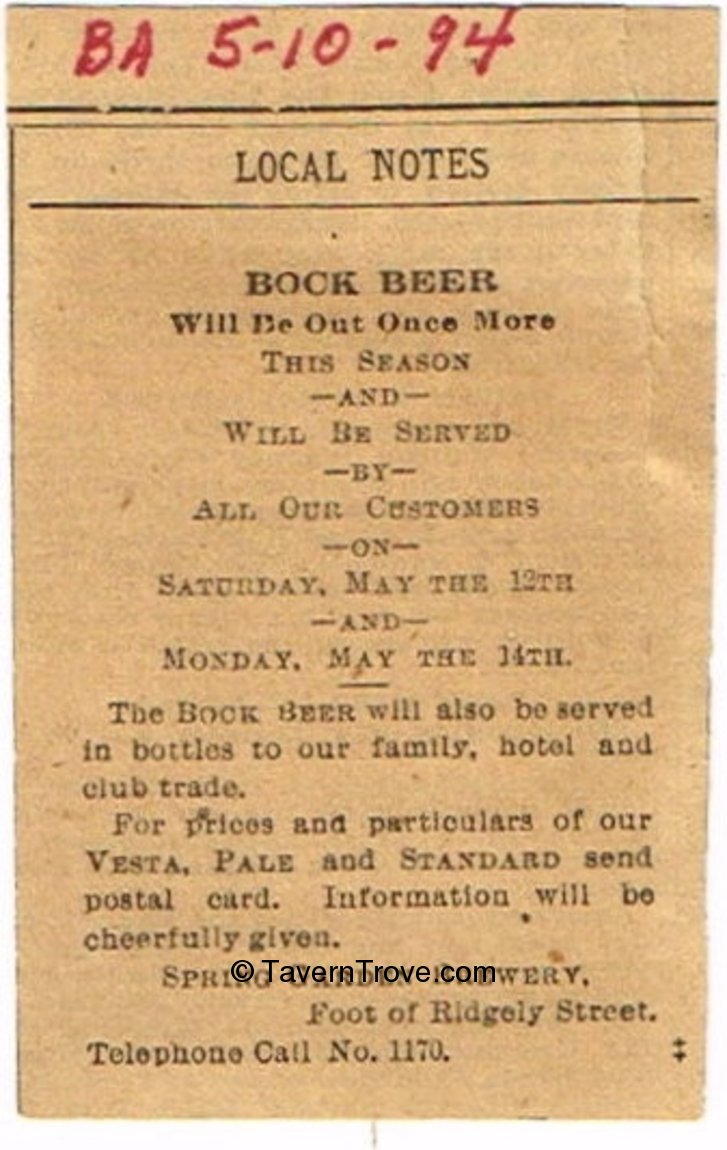 BA 5-10-94
LOCAL NOTES
BOCK BEER
Will Be Out Once More
THIS SEASON
—AND—
WILL BE SERVED
—BY—
ALL OUR CUSTOMERS
—ON—
SATURDAY, MAY THE 12TH
—AND—
MONDAY, MAY THE 14TH.
The BOCK BEER will also be served
in bottles to our family, hotel and
club trade.
For prices and particulars of our
VESTA, PALE and STANDARD send
postal card. Information will be
cheerfully given.
SPRING GARDEN BREWERY,
© TavernTrove.com
Foot of Ridgely Street.
Telephone Call No. 1170. ‡